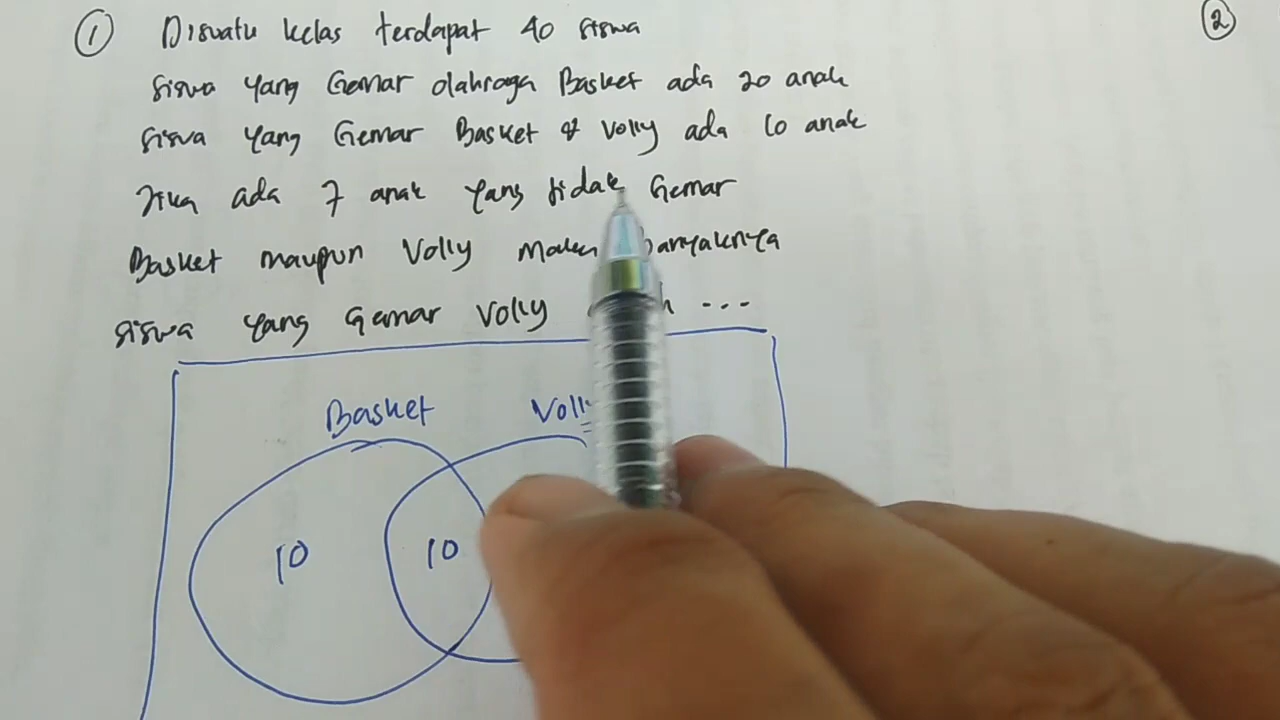 1 Disuatu kelas terdapat 40 siswa
2
siswa yang Gemar olahraga Basket ada 20 anak
siswa yang Gemar Basket & Volly ada 10 anak
Jika ada 7 anak yang tidak Gemar
Basket maupun Volly
siswa yang Gemar Volly ...
Basket
10 10